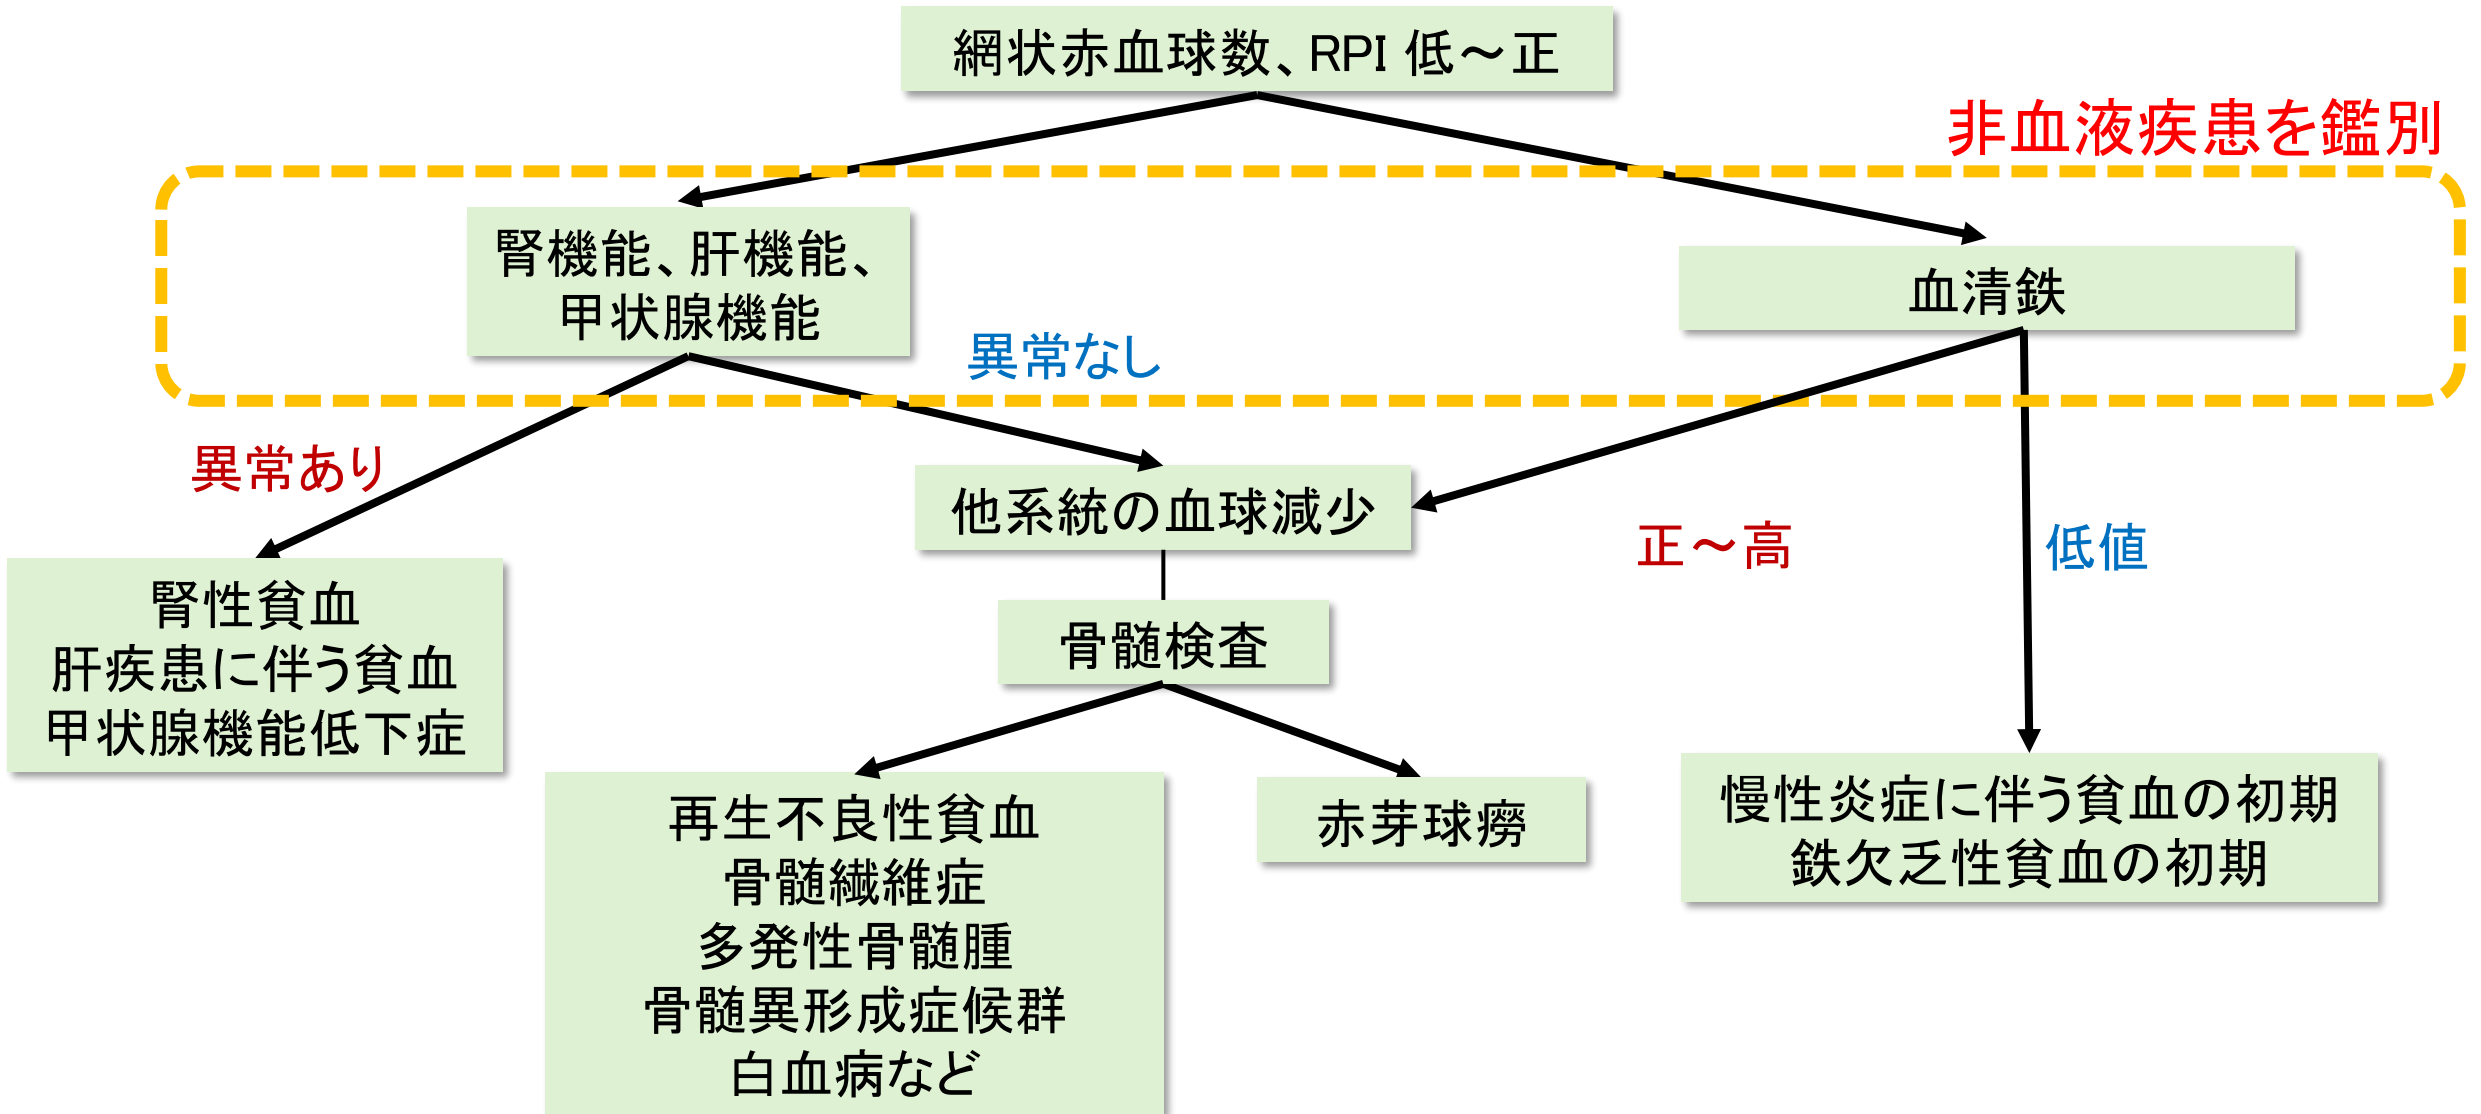 網状赤血球数、RPI 低～正
非血液疾患を鑑別
腎機能、肝機能、
甲状腺機能
血清鉄
異常なし
異常あり
他系統の血球減少
正～高
低値
腎性貧血
肝疾患に伴う貧血
甲状腺機能低下症
骨髄検査
再生不良性貧血
骨髄繊維症
多発性骨髄腫
骨髄異形成症候群
白血病など
赤芽球癆
慢性炎症に伴う貧血の初期
鉄欠乏性貧血の初期